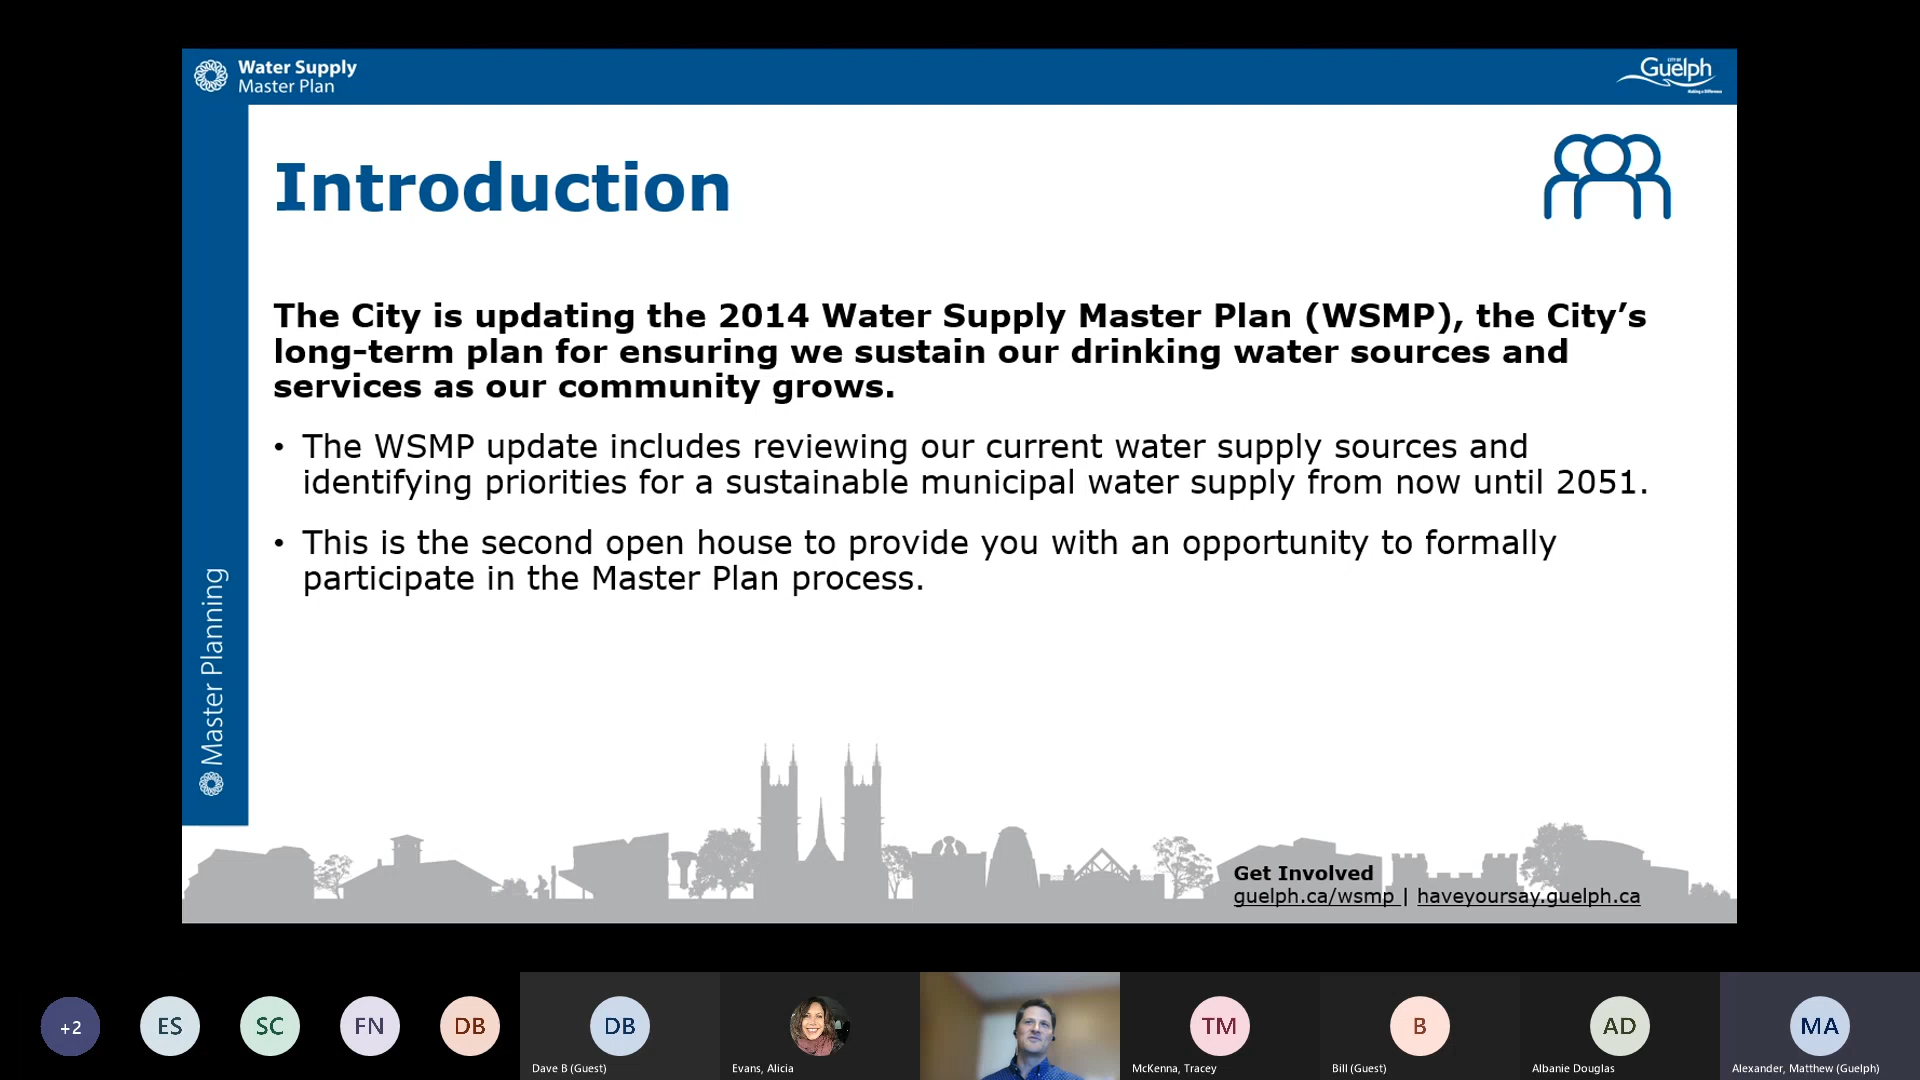 Water Supply
Master Plan
CITY OF
Guelph
Making a Difference
Introduction
The City is updating the 2014 Water Supply Master Plan (WSMP), the City’s
long-term plan for ensuring we sustain our drinking water sources and
services as our community grows.
• The WSMP update includes reviewing our current water supply sources and
identifying priorities for a sustainable municipal water supply from now until 2051.
• This is the second open house to provide you with an opportunity to formally
participate in the Master Plan process.
Master Planning
Get Involved
guelph.ca/wsmp | haveyoursay.guelph.ca
+2
ES
SC
FN
DB
DB
TM
B
AD
MA
Dave B (Guest)
Evans, Alicia
McKenna, Tracey
Bill (Guest)
Albanie Douglas
Alexander, Matthew (Guelph)